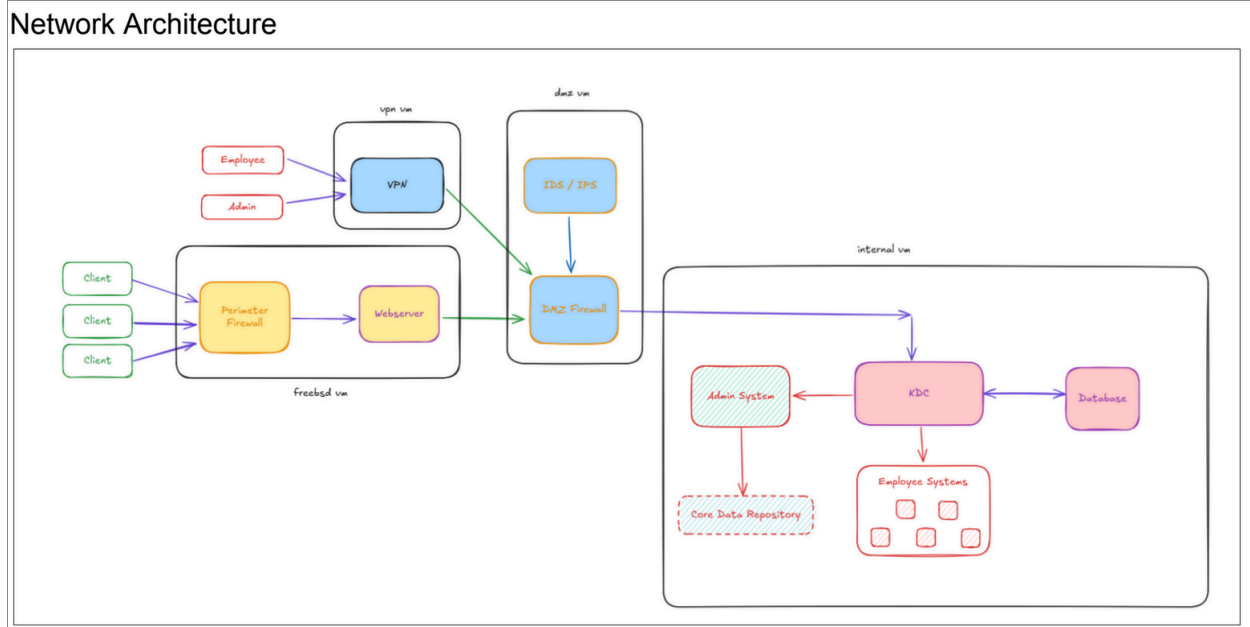 Network Architecture
dmz vm
vpn vm
Employee
VPN
IDS / IPS
Admin
internal vm
Client
Perimeter
Firewall
Webserver
DMZ Firewall
Client
Client
freebsd vm
Admin System
KDC
Database
Employee Systems
Core Data Repository